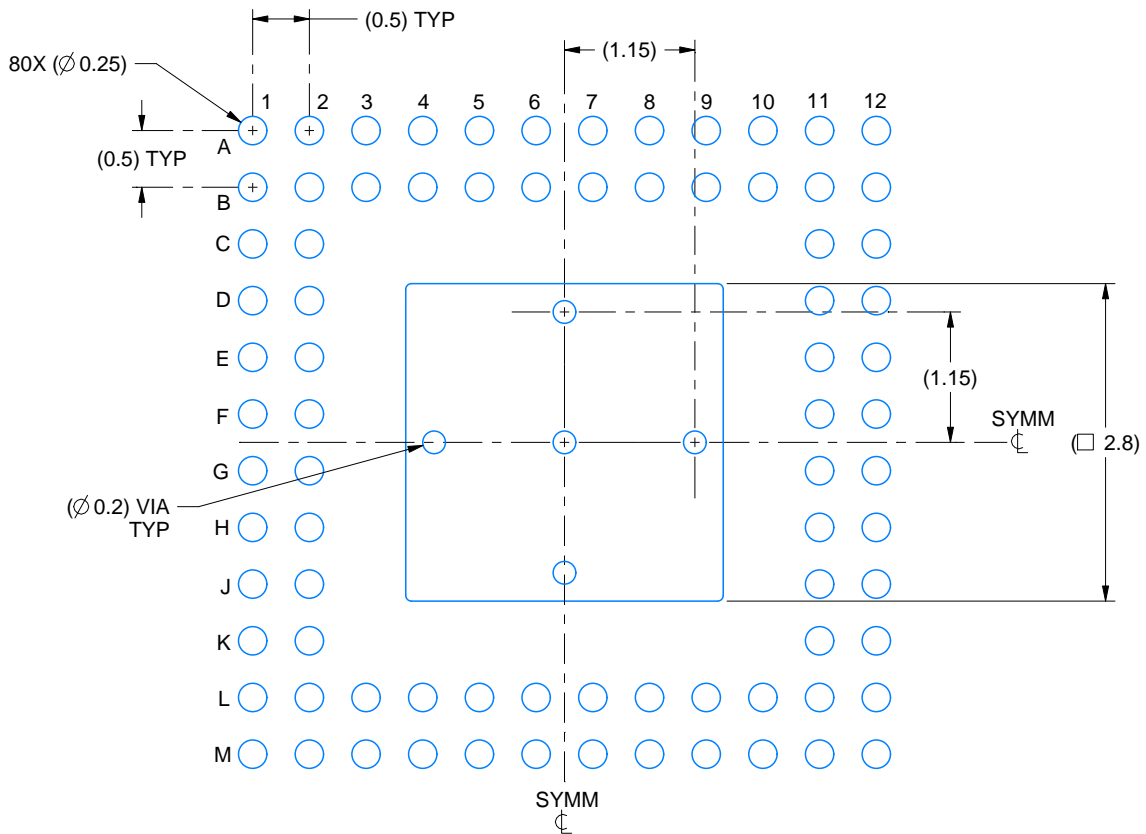 (0.5) TYP
(1.15)
80X (∅ 0.25)
1 2 3 4 5 6 7 8 9 10 11 12
A
(0.5) TYP
B
C
D
E
(1.15)
F
SYMM
℄
(□ 2.8)
G
(∅ 0.2) VIA
TYP
H
J
K
L
M
SYMM
℄